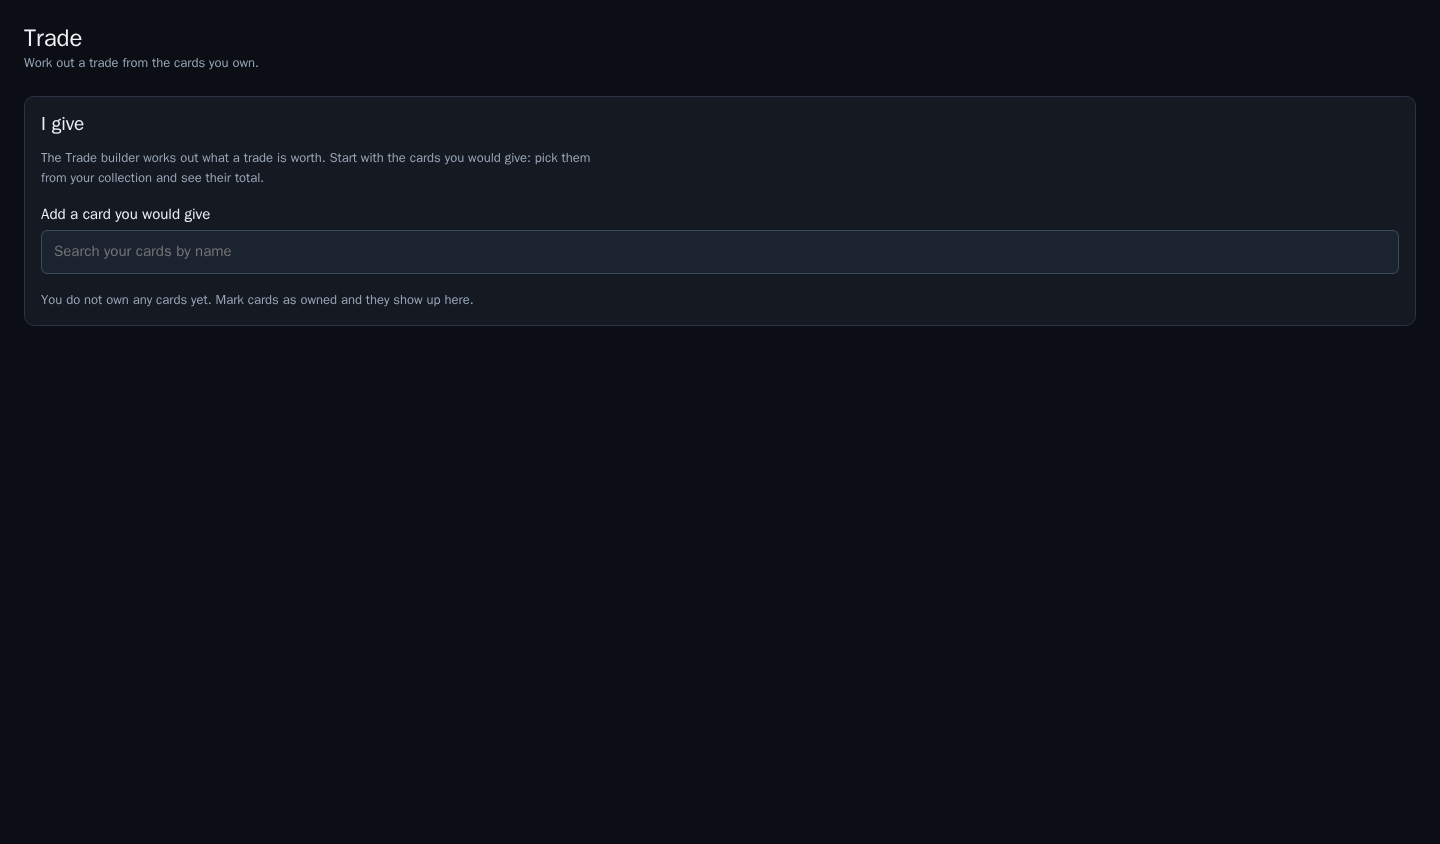 Trade
Work out a trade from the cards you own.
I give
The Trade builder works out what a trade is worth. Start with the cards you would give: pick them
from your collection and see their total.
Add a card you would give
Search your cards by name
You do not own any cards yet. Mark cards as owned and they show up here.